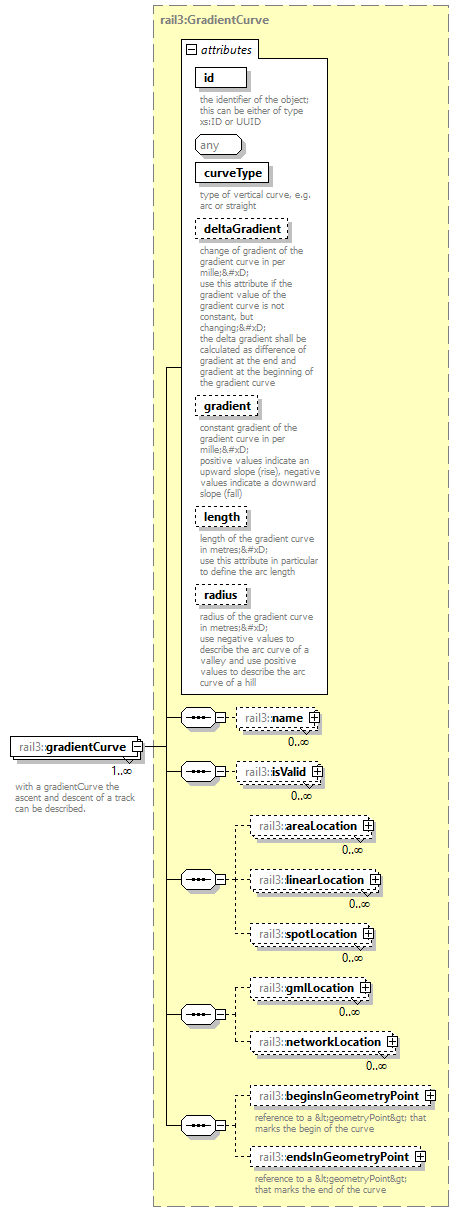 rail3:GradientCurve
attributes
id
the identifier of the object;
this can be either of type
xs:ID or UUID
any
curveType
type of vertical curve, e.g.
arc or straight
deltaGradient
change of gradient of the
gradient curve in per
mille;&#xD;
use this attribute if the
gradient value of the
gradient curve is not
constant, but
changing;&#xD;
the delta gradient shall be
calculated as difference of
gradient at the end and
gradient at the beginning of
the gradient curve
gradient
constant gradient of the
gradient curve in per
mille;&#xD;
positive values indicate an
upward slope (rise), negative
values indicate a downward
slope (fall)
length
length of the gradient curve
in metres;&#xD;
use this attribute in particular
to define the arc length
radius
radius of the gradient curve
in metres;&#xD;
use negative values to
describe the arc curve of a
valley and use positive
values to describe the arc
curve of a hill
rail3::name
0..∞
rail3::gradientCurve
1..∞
with a gradientCurve the
ascent and descent of a track
can be described.
rail3::isValid
0..∞
rail3::areaLocation
0..∞
rail3::linearLocation
0..∞
rail3::spotLocation
0..∞
rail3::gmlLocation
0..∞
rail3::networkLocation
0..∞
rail3::beginsInGeometryPoint
reference to a &lt;geometryPoint&gt; that
marks the begin of the curve
rail3::endsInGeometryPoint
reference to a &lt;geometryPoint&gt;
that marks the end of the curve